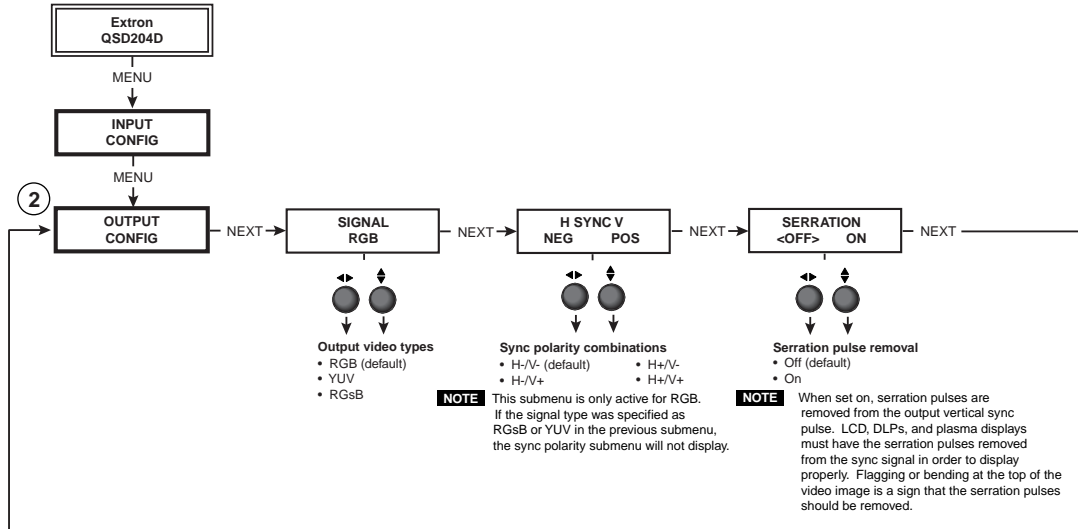 Extron
QSD204D
MENU
INPUT
CONFIG
MENU
2
OUTPUT
CONFIG
NEXT
SIGNAL
RGB
NEXT
H SYNC V
NEG POS
NEXT
SERRATION
<OFF> ON
NEXT
Output video types
• RGB (default)
• YUV
• RGsB
Sync polarity combinations
• H-/V- (default) • H+/V-
• H-/V+ • H+/V+
NOTE This submenu is only active for RGB.
If the signal type was specified as
RGsB or YUV in the previous submenu,
the sync polarity submenu will not display.
Serration pulse removal
• Off (default)
• On
NOTE When set on, serration pulses are
removed from the output vertical sync
pulse. LCD, DLPs, and plasma displays
must have the serration pulses removed
from the sync signal in order to display
properly. Flagging or bending at the top of the
video image is a sign that the serration pulses
should be removed.